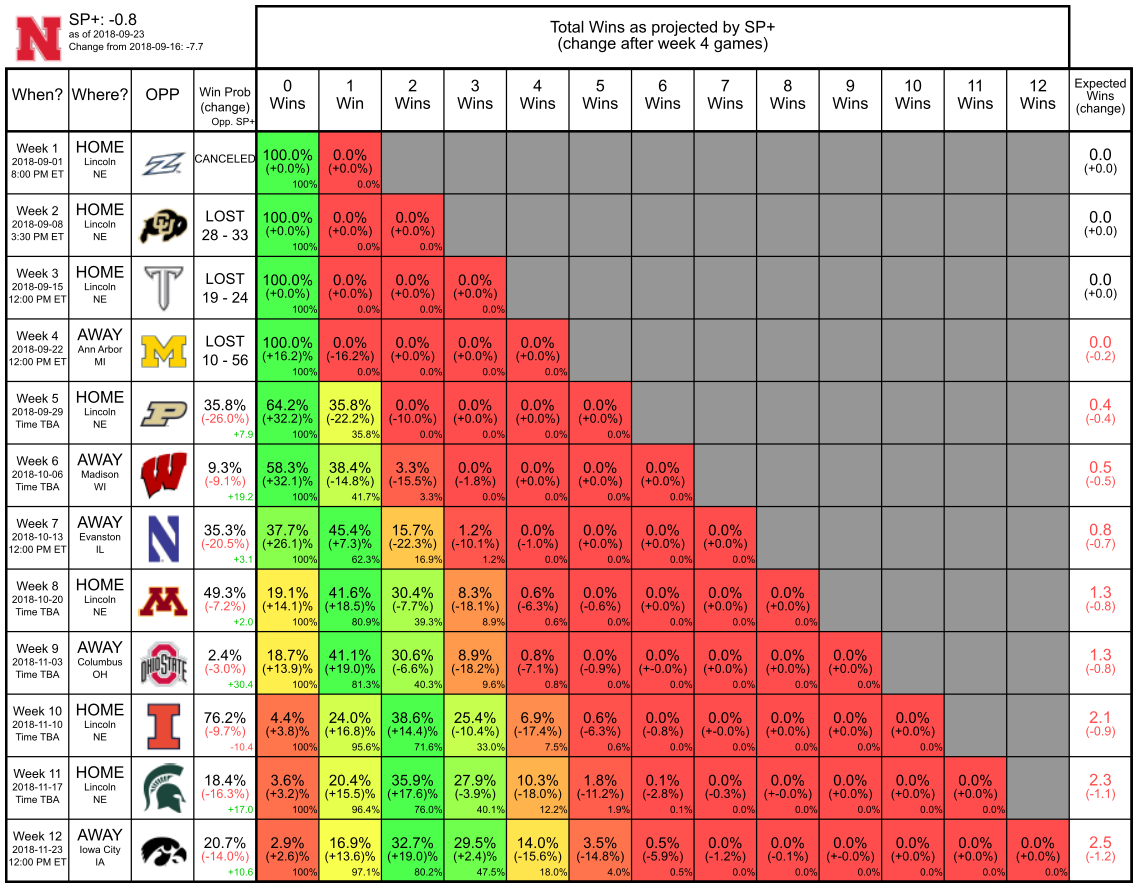 N
SP+: -0.8
as of 2018-09-23
Change from 2018-09-16: -7.7
Total Wins as projected by SP+
(change after week 4 games)
When? Where? OPP Win Prob (change) Opp. SP+ 0 Wins 1 Win 2 Wins 3 Wins 4 Wins 5 Wins 6 Wins 7 Wins 8 Wins 9 Wins 10 Wins 11 Wins 12 Wins Expected Wins (change)
Week 1 HOME CANCELED 100.0% 0.0% 0.0
2018-09-01 Lincoln (+0.0%) (+0.0%) (+0.0)
8:00 PM ET NE 100% 0.0%
Week 2 HOME LOST 100.0% 0.0% 0.0% 0.0
2018-09-08 Lincoln 28 - 33 (+0.0%) (+0.0%) (+0.0%) (+0.0)
3:30 PM ET NE 100% 0.0% 0.0%
Week 3 HOME LOST 100.0% 0.0% 0.0% 0.0% 0.0
2018-09-15 Lincoln 19 - 24 (+0.0%) (+0.0%) (+0.0%) (+0.0%) (+0.0)
12:00 PM ET NE 100% 0.0% 0.0% 0.0%
Week 4 AWAY M LOST 100.0% 0.0% 0.0% 0.0% 0.0% 0.0
2018-09-22 Ann Arbor 10 - 56 (+16.2)% (-16.2%) (+0.0%) (+0.0%) (+0.0%) (-0.2)
12:00 PM ET MI 100% 0.0% 0.0% 0.0% 0.0%
Week 5 HOME P 35.8% 64.2% 35.8% 0.0% 0.0% 0.0% 0.0% 0.4
2018-09-29 Lincoln (-26.0%) (+32.2)% (-22.2%) (-10.0%) (+0.0%) (+0.0%) (+0.0%) (-0.4)
Time TBA NE +7.9 100% 35.8% 0.0% 0.0% 0.0% 0.0%
Week 6 AWAY W 9.3% 58.3% 38.4% 3.3% 0.0% 0.0% 0.0% 0.0% 0.5
2018-10-06 Madison (-9.1%) (+32.1)% (-14.8%) (-15.5%) (-1.8%) (+0.0%) (+0.0%) (+0.0%) (-0.5)
Time TBA WI +19.2 100% 41.7% 3.3% 0.0% 0.0% 0.0% 0.0%
Week 7 AWAY N 35.3% 37.7% 45.4% 15.7% 1.2% 0.0% 0.0% 0.0% 0.0% 0.8
2018-10-13 Evanston (-20.5%) (+26.1)% (+7.3)% (-22.3%) (-10.1%) (-1.0%) (+0.0%) (+0.0%) (+0.0%) (-0.7)
12:00 PM ET IL +3.1 100% 62.3% 16.9% 1.2% 0.0% 0.0% 0.0% 0.0%
Week 8 HOME M 49.3% 19.1% 41.6% 30.4% 8.3% 0.6% 0.0% 0.0% 0.0% 0.0% 1.3
2018-10-20 Lincoln (-7.2%) (+14.1)% (+18.5)% (-7.7%) (-18.1%) (-6.3%) (-0.6%) (+0.0%) (+0.0%) (+0.0%) (-0.8)
Time TBA NE +2.0 100% 80.9% 39.3% 8.9% 0.6% 0.0% 0.0% 0.0% 0.0%
Week 9 AWAY OHIO STATE 2.4% 18.7% 41.1% 30.6% 8.9% 0.8% 0.0% 0.0% 0.0% 0.0% 0.0% 1.3
2018-11-03 Columbus (-3.0%) (+13.9)% (+19.0)% (-6.6%) (-18.2%) (-7.1%) (-0.9%) (+-0.0%) (+0.0%) (+0.0%) (+0.0%) (-0.8)
Time TBA OH +30.4 100% 81.3% 40.3% 9.6% 0.8% 0.0% 0.0% 0.0% 0.0% 0.0%
Week 10 HOME I 76.2% 4.4% 24.0% 38.6% 25.4% 6.9% 0.6% 0.0% 0.0% 0.0% 0.0% 0.0% 2.1
2018-11-10 Lincoln (-9.7%) (+3.8)% (+16.8)% (+14.4)% (-10.4%) (-17.4%) (-6.3%) (-0.8%) (+-0.0%) (+0.0%) (+0.0%) (+0.0%) (-0.9)
Time TBA NE -10.4 100% 95.6% 71.6% 33.0% 7.5% 0.6% 0.0% 0.0% 0.0% 0.0% 0.0%
Week 11 HOME 18.4% 3.6% 20.4% 35.9% 27.9% 10.3% 1.8% 0.1% 0.0% 0.0% 0.0% 0.0% 0.0% 2.3
2018-11-17 Lincoln (-16.3%) (+3.2)% (+15.5)% (+17.6)% (-3.9%) (-18.0%) (-11.2%) (-2.8%) (-0.3%) (+-0.0%) (+0.0%) (+0.0%) (+0.0%) (-1.1)
Time TBA NE +17.0 100% 96.4% 76.0% 40.1% 12.2% 1.9% 0.1% 0.0% 0.0% 0.0% 0.0% 0.0%
Week 12 AWAY 20.7% 2.9% 16.9% 32.7% 29.5% 14.0% 3.5% 0.5% 0.0% 0.0% 0.0% 0.0% 0.0% 0.0% 2.5
2018-11-23 Iowa City (-14.0%) (+2.6)% (+13.6)% (+19.0)% (+2.4)% (-15.6%) (-14.8%) (-5.9%) (-1.2%) (-0.1%) (+-0.0%) (+0.0%) (+0.0%) (+0.0%) (-1.2)
12:00 PM ET IA +10.6 100% 97.1% 80.2% 47.5% 18.0% 4.0% 0.5% 0.0% 0.0% 0.0% 0.0% 0.0% 0.0%